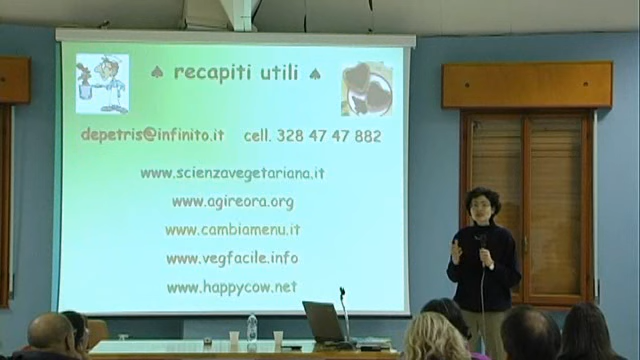 ♠ recapiti utili ♠
depetris@infinito.it cell. 328 47 47 882
www.scienzavegetariana.it
www.agireora.org
www.cambiamenu.it
www.vegfacile.info
www.happycow.net